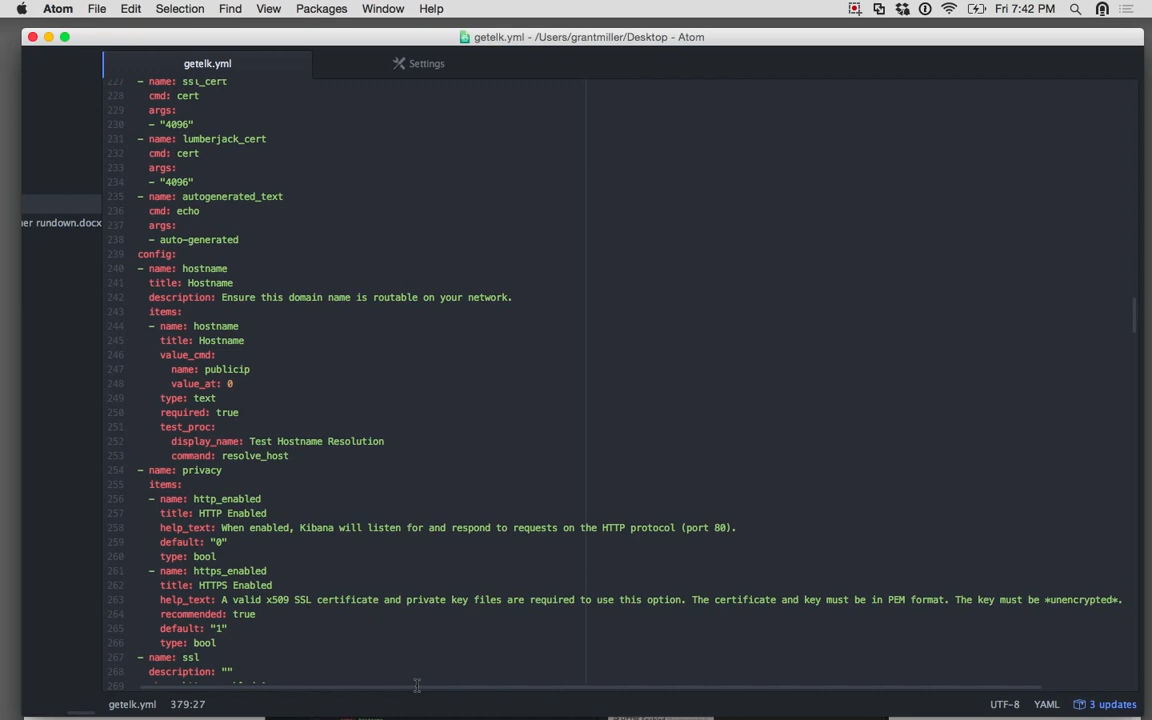 Atom File Edit Selection Find View Packages Window Help Fri 7:42 PM
getelk.yml - /Users/grantmiller/Desktop - Atom
getelk.yml Settings
er rundown.docx
227 - name: ssl_cert
228 cmd: cert
229 args:
230 - "4096"
231 - name: lumberjack_cert
232 cmd: cert
233 args:
234 - "4096"
235 - name: autogenerated_text
236 cmd: echo
237 args:
238 - auto-generated
239 config:
240 - name: hostname
241 title: Hostname
242 description: Ensure this domain name is routable on your network.
243 items:
244 - name: hostname
245 title: Hostname
246 value_cmd:
247 name: publicip
248 value_at: 0
249 type: text
250 required: true
251 test_proc:
252 display_name: Test Hostname Resolution
253 command: resolve_host
254 - name: privacy
255 items:
256 - name: http_enabled
257 title: HTTP Enabled
258 help_text: When enabled, Kibana will listen for and respond to requests on the HTTP protocol (port 80).
259 default: "0"
260 type: bool
261 - name: https_enabled
262 title: HTTPS Enabled
263 help_text: A valid x509 SSL certificate and private key files are required to use this option. The certificate and key must be in PEM format. The key must be *unencrypted*.
264 recommended: true
265 default: "1"
266 type: bool
267 - name: ssl
268 description: ""
269
getelk.yml 379:27 UTF-8 YAML 3 updates